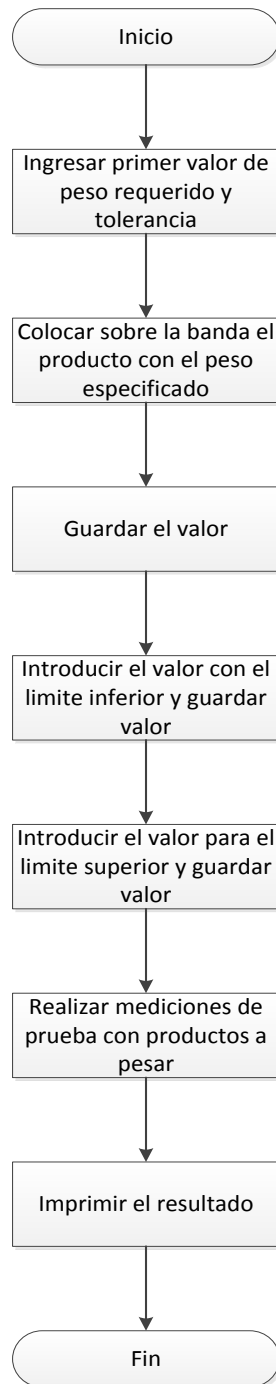 Inicio
Ingresar primer valor de
peso requerido y
tolerancia
Colocar sobre la banda el
producto con el peso
especificado
Guardar el valor
Introducir el valor con el
limite inferior y guardar
valor
Introducir el valor para el
limite superior y guardar
valor
Realizar mediciones de
prueba con productos a
pesar
Imprimir el resultado
Fin